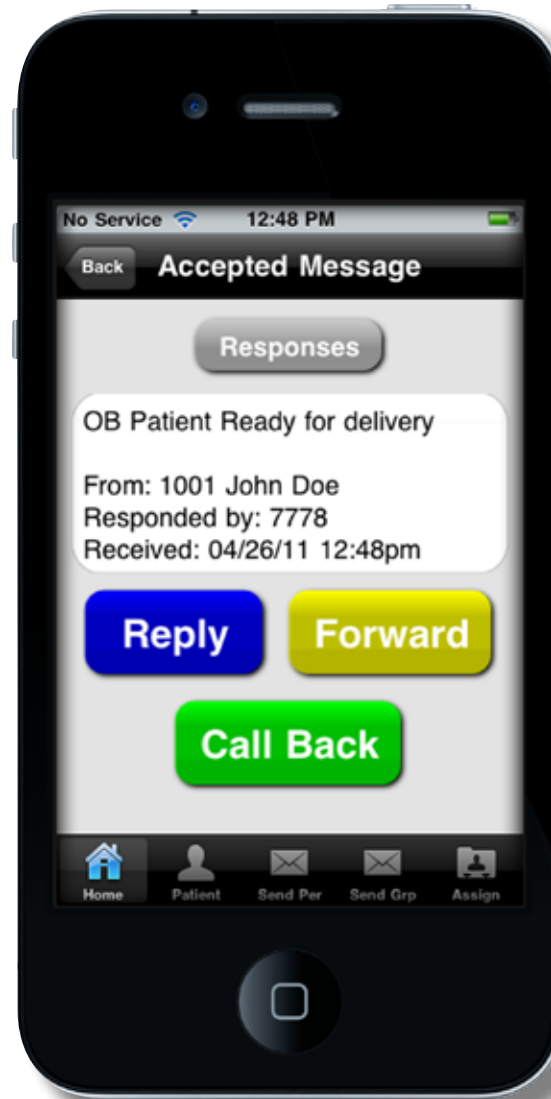 No Service 12:48 PM
Back Accepted Message
Responses
OB Patient Ready for delivery
From: 1001 John Doe
Responded by: 7778
Received: 04/26/11 12:48pm
Reply Forward
Call Back
Home Patient Send Per Send Grp Assign